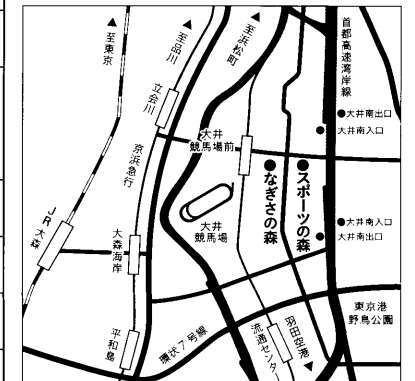 ▲至東京
▲至品川
▲至浜松町
首都高速湾岸線
立会川
●大井南出口
●大井南入口
大井
競馬場前
京浜急行
●スポーツの森
●なぎさの森
JR大森
大森海岸
大井
競馬場
●大井南入口
●大井南出口
東京港
野鳥公園
平和島
環状7号線
流通センター
羽田空港▼